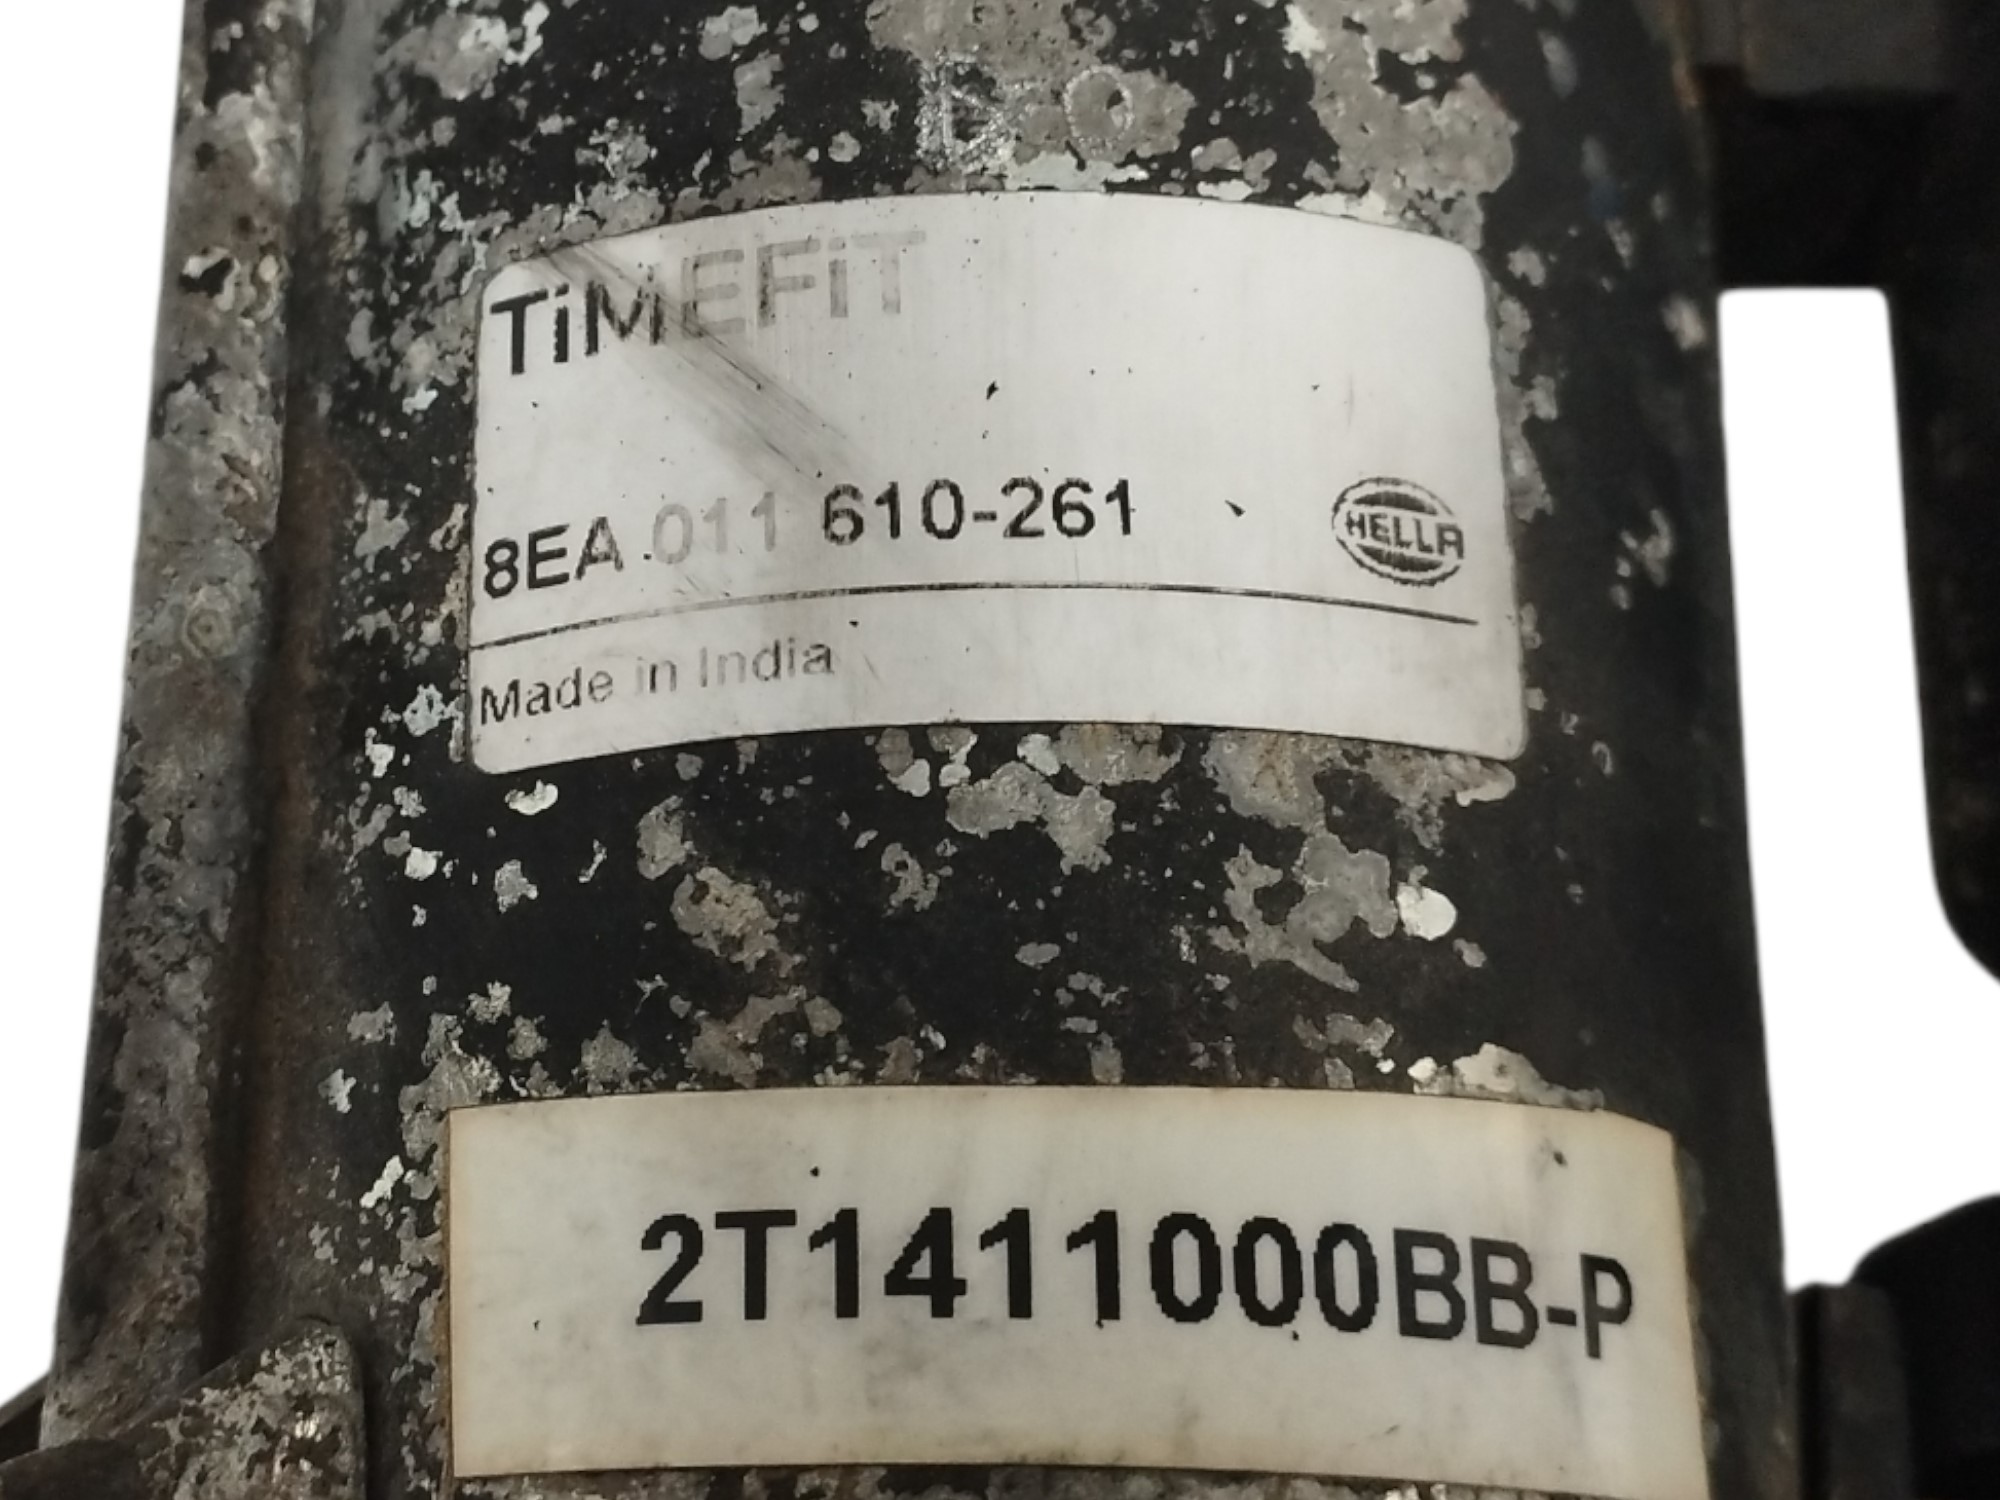 TiMEFiT
8EA 011 610-261
HELLA
Made in India
2T1411000BB-P